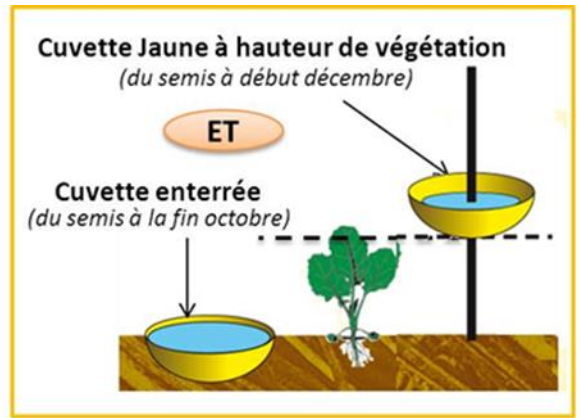 Cuvette Jaune à hauteur de végétation
(du semis à début décembre)
ET
Cuvette enterrée
(du semis à la fin octobre)